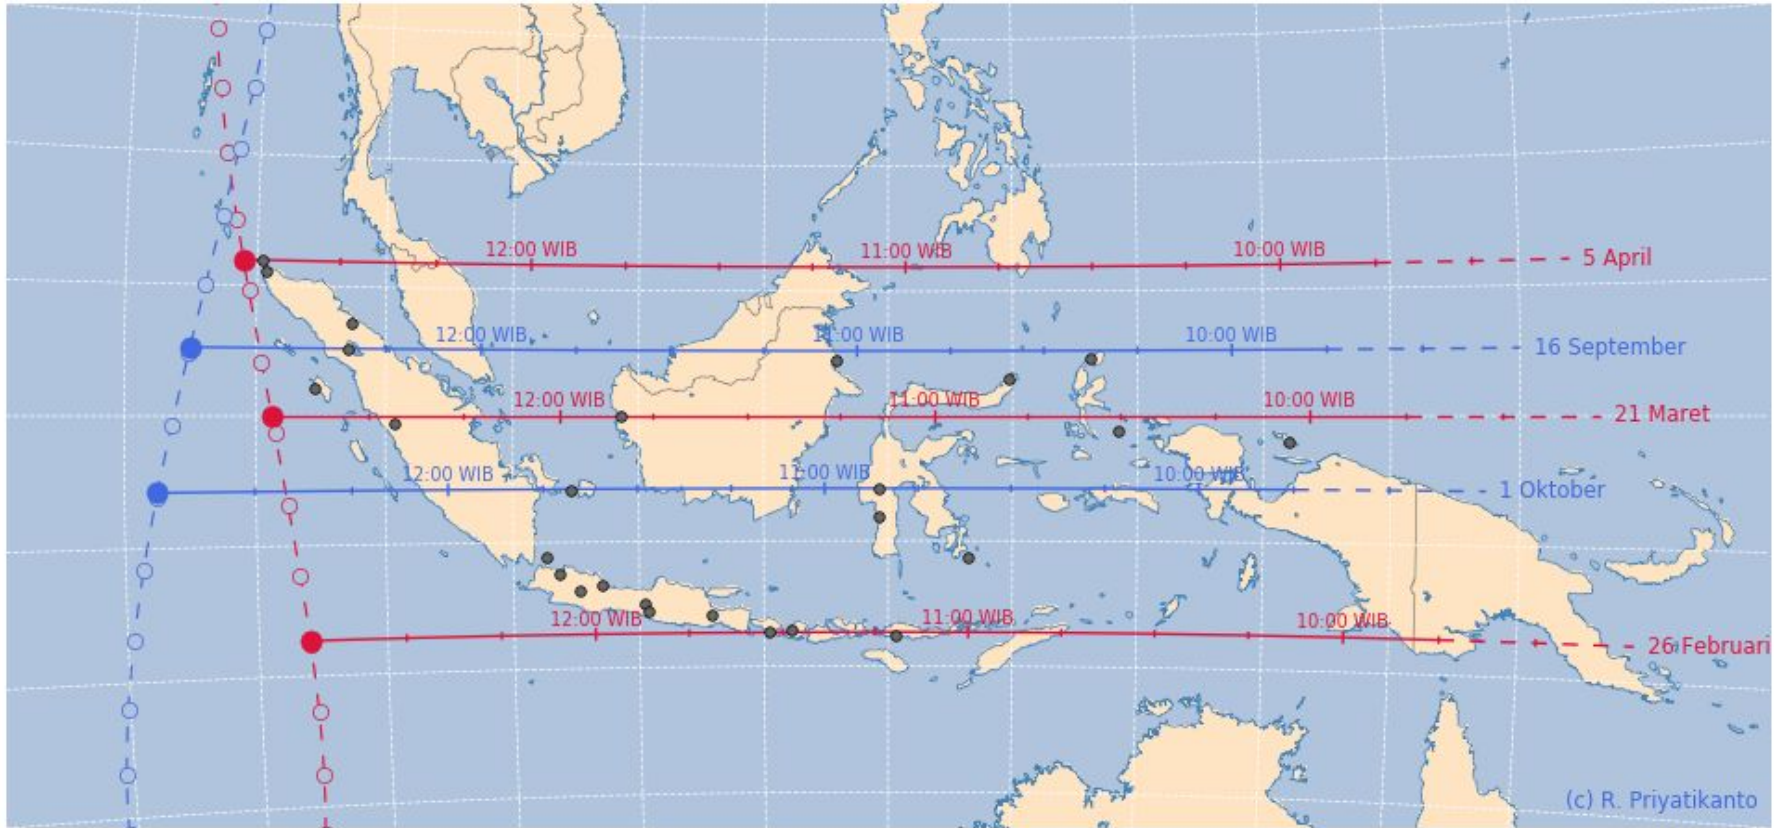 12:00 WIB 11:00 WIB 10:00 WIB 5 April
12:00 WIB 11:00 WIB 10:00 WIB 16 September
12:00 WIB 11:00 WIB 10:00 WIB 21 Maret
12:00 WIB 11:00 WIB 10:00 WIB 1 Oktober
12:00 WIB 11:00 WIB 10:00 WIB 26 Februari
(c) R. Priyatikanto